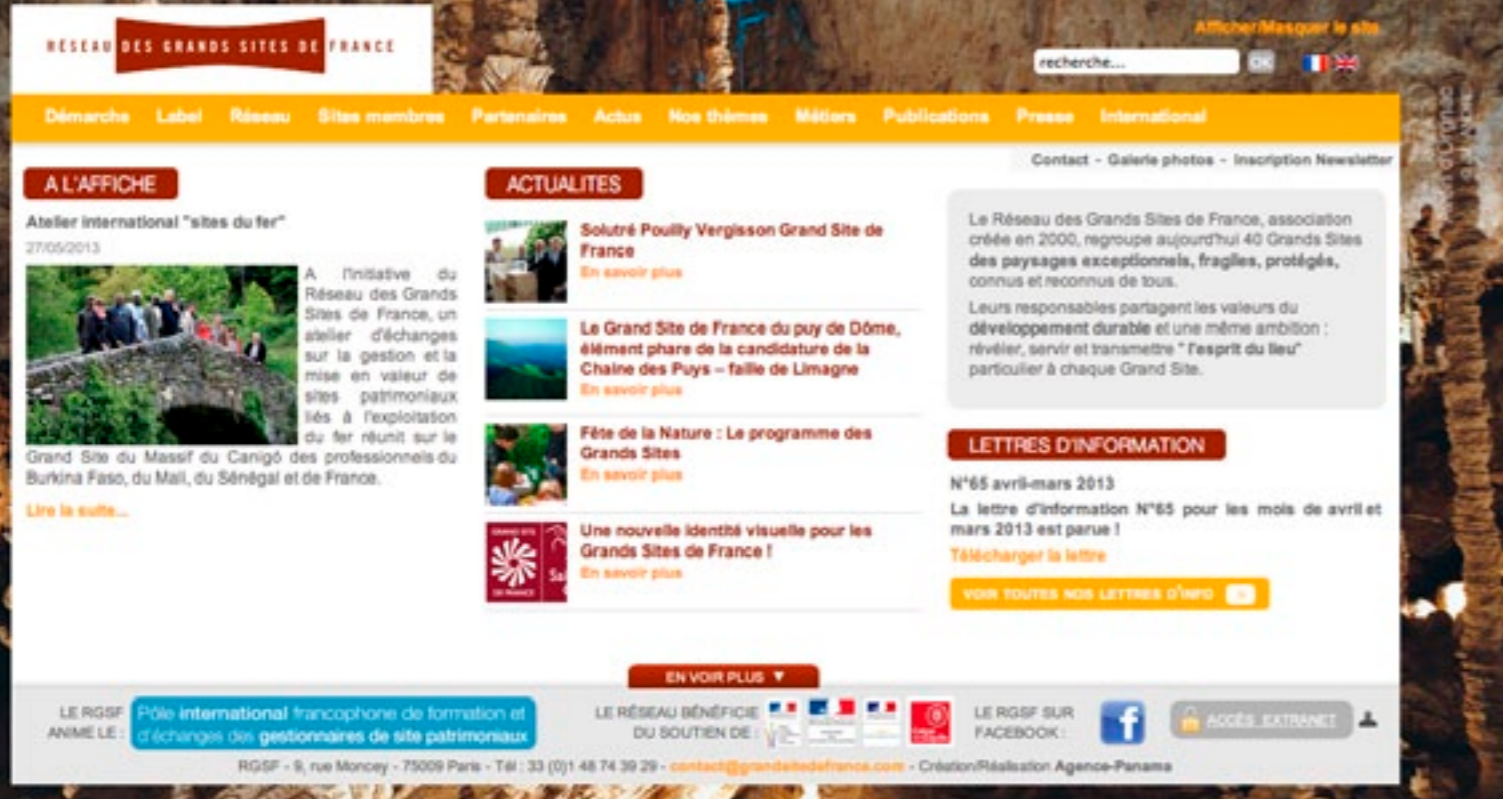 RÉSEAU DES GRANDS SITES DE FRANCE
Afficher/Masquer le site
recherche...
OK
Démarche Label Réseau Sites membres Partenaires Actus Nos thèmes Métiers Publications Presse International
Contact - Galerie photos - Inscription Newsletter
A L'AFFICHE
Atelier international "sites du fer"
27/05/2013
A l'initiative du
Réseau des Grands
Sites de France, un
atelier d'échanges
sur la gestion et la
mise en valeur de
sites patrimoniaux
liés à l'exploitation
du fer réunit sur le
Grand Site du Massif du Canigó des professionnels du
Burkina Faso, du Mali, du Sénégal et de France.
Lire la suite...
ACTUALITES
Solutré Pouilly Vergisson Grand Site de
France
En savoir plus
Le Grand Site de France du puy de Dôme,
élément phare de la candidature de la
Chaine des Puys – faille de Limagne
En savoir plus
Fête de la Nature : Le programme des
Grands Sites
En savoir plus
Une nouvelle identité visuelle pour les
Grands Sites de France !
En savoir plus
GRAND SITE
DE FRANCE
Le Réseau des Grands Sites de France, association
créée en 2000, regroupe aujourd'hui 40 Grands Sites
des paysages exceptionnels, fragiles, protégés,
connus et reconnus de tous.
Leurs responsables partagent les valeurs du
développement durable et une même ambition :
révéler, servir et transmettre " l'esprit du lieu"
particulier à chaque Grand Site.
LETTRES D'INFORMATION
N°65 avril-mars 2013
La lettre d'information N°65 pour les mois de avril et
mars 2013 est parue !
Télécharger la lettre
VOIR TOUTES NOS LETTRES D'INFO
EN VOIR PLUS ▼
LE RGSF
ANIME LE :
Pôle international francophone de formation et
d'échanges des gestionnaires de site patrimoniaux
LE RÉSEAU BÉNÉFICIE
DU SOUTIEN DE :
LE RGSF SUR
FACEBOOK :
f
ACCÈS EXTRANET
RGSF - 9, rue Moncey - 75009 Paris - Tél : 33 (0)1 48 74 39 29 - contact@grandsitedefrance.com - Création/Réalisation Agence-Panama